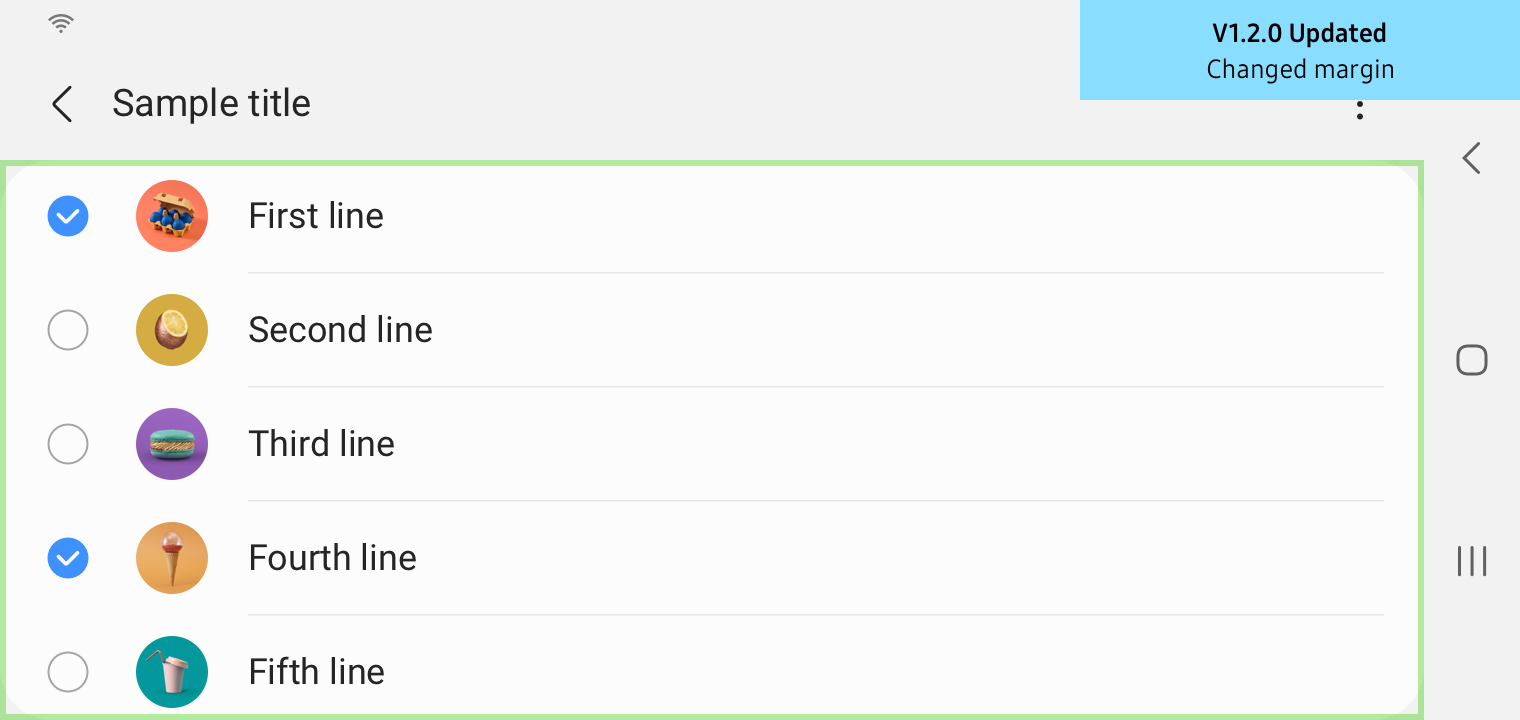 V1.2.0 Updated
Changed margin
Sample title
First line
Second line
Third line
Fourth line
Fifth line